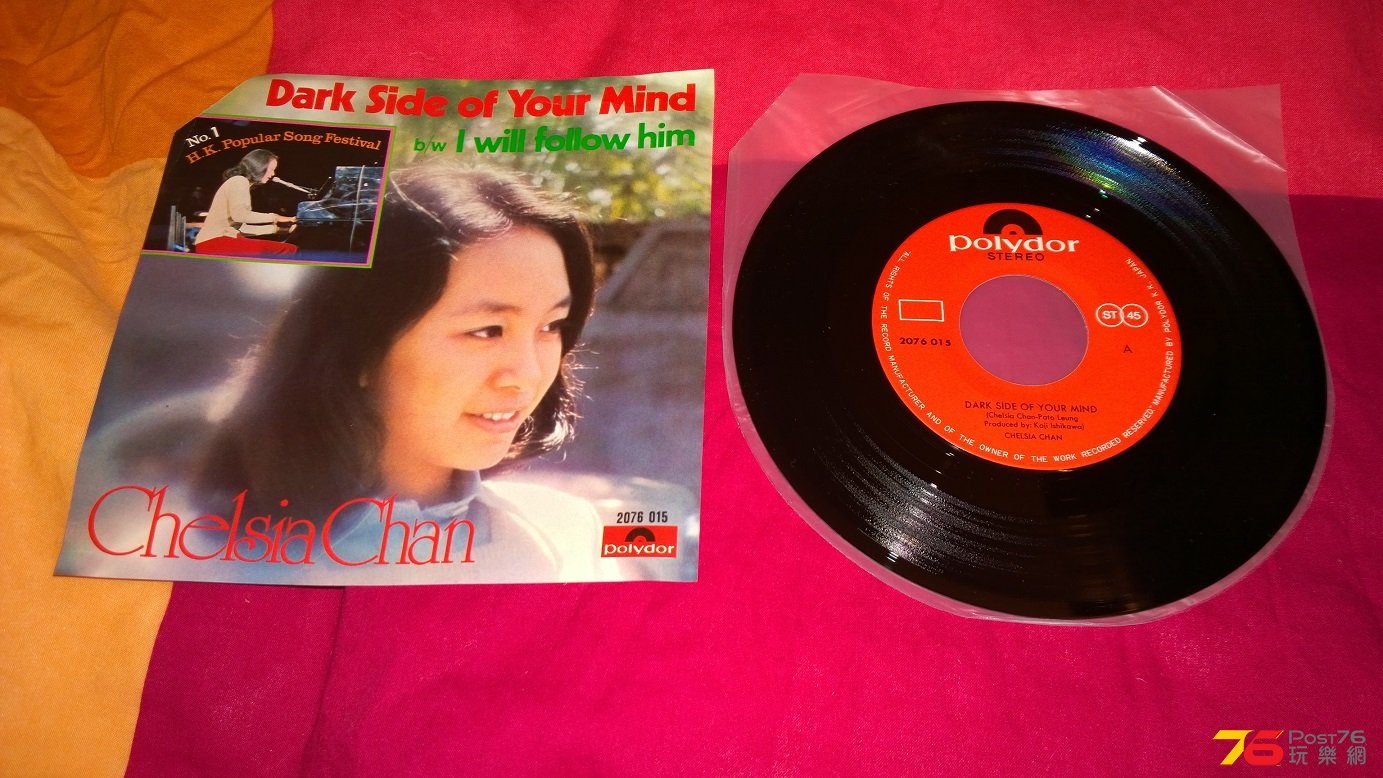 Dark Side of Your Mind
b/w I will follow him
No.1
H.K. Popular Song Festival
Chelsia Chan
2076 015
polydor
polydor
STEREO
ALL RIGHTS OF THE RECORD MANUFACTURER AND OF THE OWNER OF THE WORK RECORDED RESERVED· MANUFACTURED BY POLYDOR K.K. JAPAN
ST 45
2076 015
A
DARK SIDE OF YOUR MIND
(Chelsia Chan-Pato Leung
Produced by: Koji Ishikawa)
CHELSIA CHAN
76 POST76
玩樂網